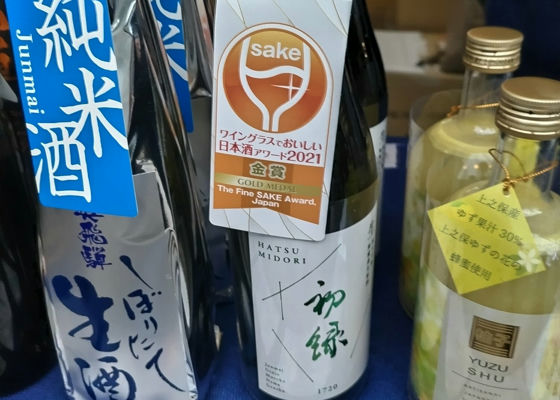 純米酒
Junmai
飛騨
しぼりたて
生酒
sake
ワイングラスでおいしい
日本酒アワード2021
金賞
GOLD MEDAL
The Fine SAKE Award,
Japan
HATSU
MIDORI
初緑
1720
上之保産
ゆず果汁30%
上之保ゆずの花の
蜂蜜使用
YUZU
SHU